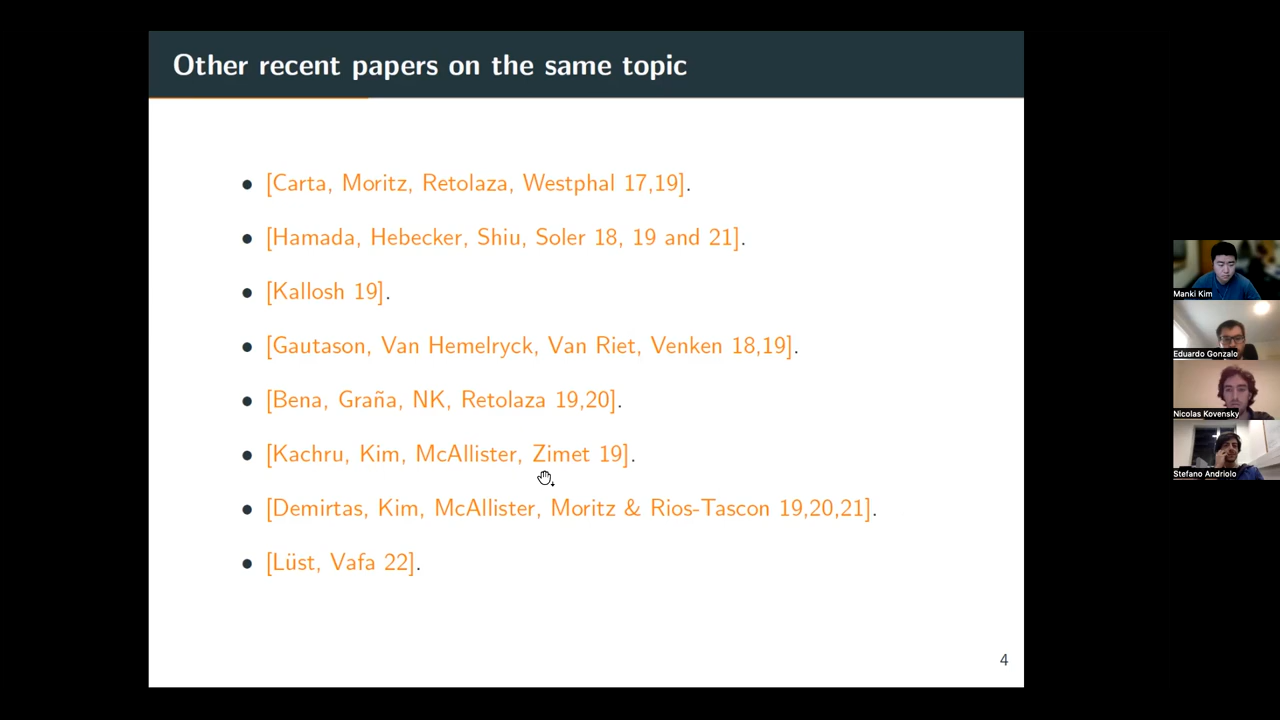 Other recent papers on the same topic
• [Carta, Moritz, Retolaza, Westphal 17,19].
• [Hamada, Hebecker, Shiu, Soler 18, 19 and 21].
• [Kallosh 19].
• [Gautason, Van Hemelryck, Van Riet, Venken 18,19].
• [Bena, Graña, NK, Retolaza 19,20].
• [Kachru, Kim, McAllister, Zimet 19].
• [Demirtas, Kim, McAllister, Moritz & Rios-Tascon 19,20,21].
• [Lüst, Vafa 22].
4
Manki Kim
Eduardo Gonzalo
Nicolas Kovensky
Stefano Andriolo